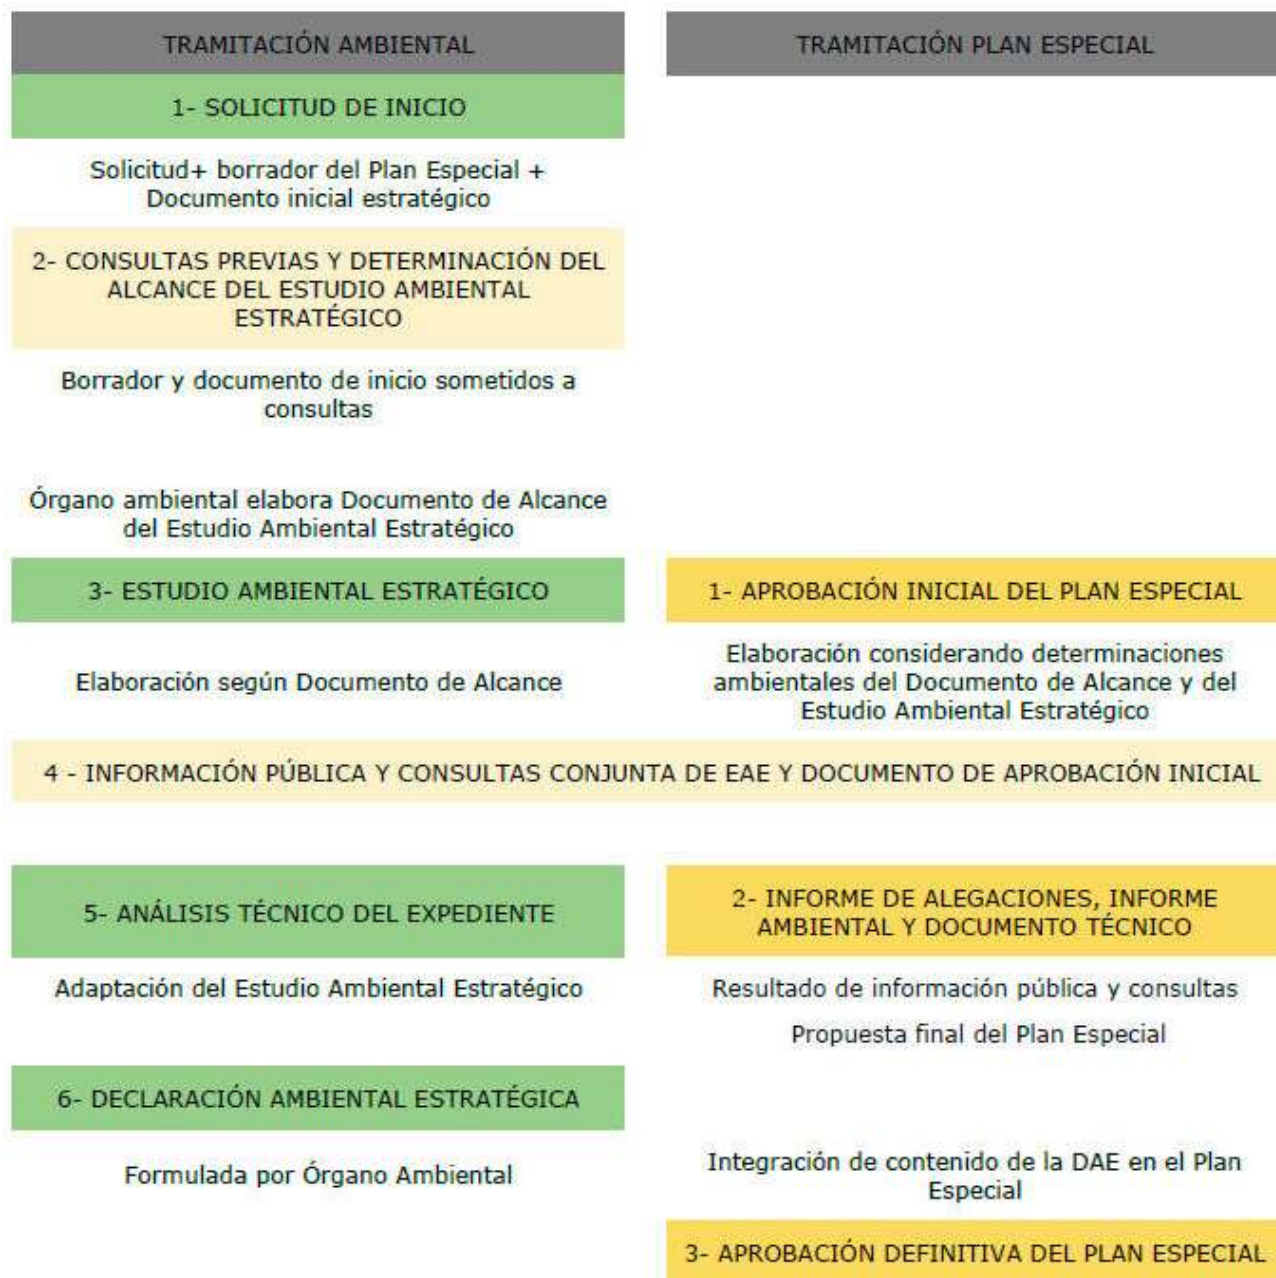 TRAMITACIÓN AMBIENTAL
TRAMITACIÓN PLAN ESPECIAL
1- SOLICITUD DE INICIO
Solicitud+ borrador del Plan Especial +
Documento inicial estratégico
2- CONSULTAS PREVIAS Y DETERMINACIÓN DEL
ALCANCE DEL ESTUDIO AMBIENTAL
ESTRATÉGICO
Borrador y documento de inicio sometidos a
consultas
Órgano ambiental elabora Documento de Alcance
del Estudio Ambiental Estratégico
3- ESTUDIO AMBIENTAL ESTRATÉGICO
1- APROBACIÓN INICIAL DEL PLAN ESPECIAL
Elaboración según Documento de Alcance
Elaboración considerando determinaciones
ambientales del Documento de Alcance y del
Estudio Ambiental Estratégico
4 - INFORMACIÓN PÚBLICA Y CONSULTAS CONJUNTA DE EAE Y DOCUMENTO DE APROBACIÓN INICIAL
5- ANÁLISIS TÉCNICO DEL EXPEDIENTE
2- INFORME DE ALEGACIONES, INFORME
AMBIENTAL Y DOCUMENTO TÉCNICO
Adaptación del Estudio Ambiental Estratégico
Resultado de información pública y consultas
Propuesta final del Plan Especial
6- DECLARACIÓN AMBIENTAL ESTRATÉGICA
Formulada por Órgano Ambiental
Integración de contenido de la DAE en el Plan
Especial
3- APROBACIÓN DEFINITIVA DEL PLAN ESPECIAL